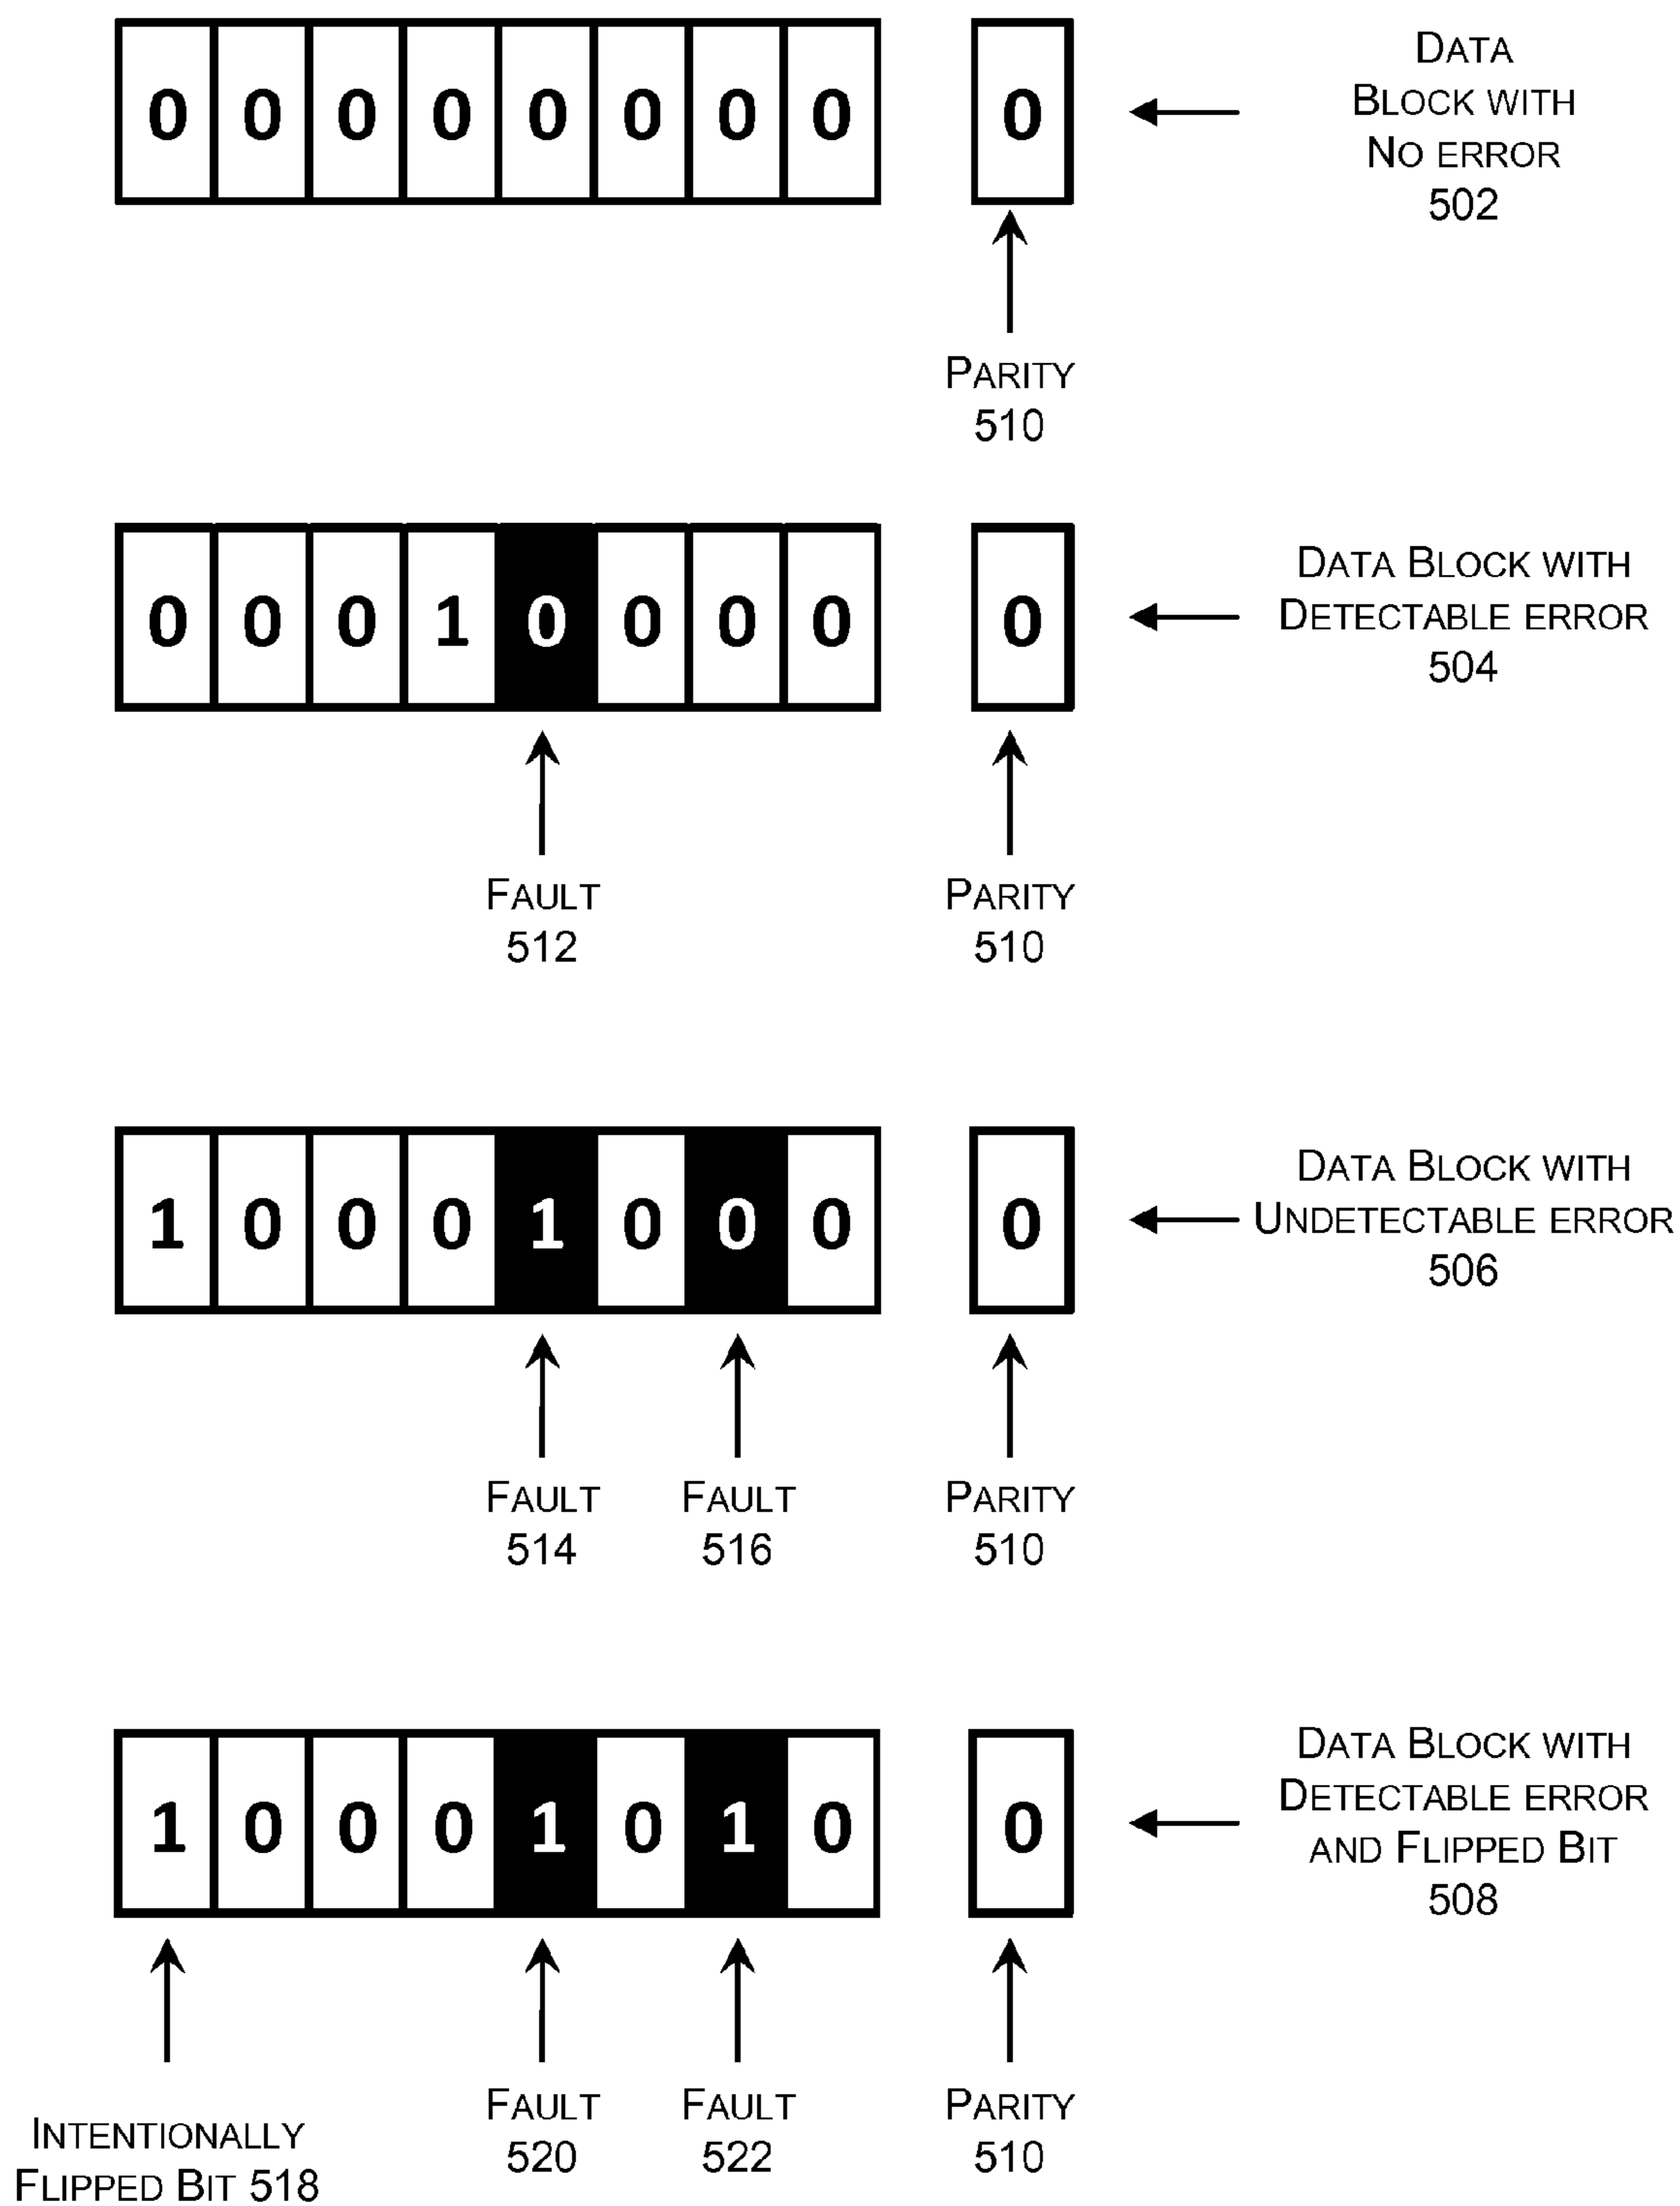 0 0 0 0 0 0 0 0 0
DATA
BLOCK WITH
NO ERROR
502
PARITY
510
0 0 0 1 0 0 0 0 0
DATA BLOCK WITH
DETECTABLE ERROR
504
FAULT
512
PARITY
510
1 0 0 0 1 0 0 0 0
DATA BLOCK WITH
UNDETECTABLE ERROR
506
FAULT
514
FAULT
516
PARITY
510
1 0 0 0 1 0 1 0 0
DATA BLOCK WITH
DETECTABLE ERROR
AND FLIPPED BIT
508
INTENTIONALLY
FLIPPED BIT 518
FAULT
520
FAULT
522
PARITY
510